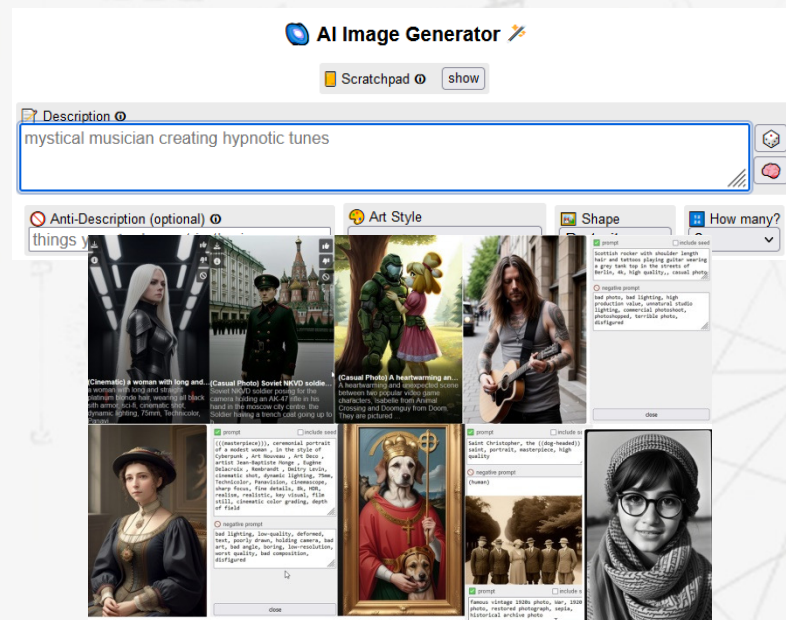 AI Image Generator
Scratchpad
show
Description
mystical musician creating hypnotic tunes
Anti-Description (optional)
Art Style
Shape
How many?
things
(Cinematic) a woman with long and...
a woman with long and straight
platinum blonde hair, wearing all black
with armor, sci-fi, cinematic shot,
dynamic lighting, 75mm, Technicolor,
Panavi...
(Casual Photo) Soviet NKVD soldie...
Soviet NKVD soldier posing for the
camera holding an AK-47 rifle in his
hand in the moscow city centre. the
Soldier hailing a trench coat going up to
(Casual Photo) A heartwarming an...
A heartwarming and unexpected scene
between two popular video game
characters, Isabelle from Animal
Crossing and Doomguy from Doom.
They are pictured ...
prompt
include seed
Scottish rocker with shoulder length
hair and tattoos playing guitar wearing
a grey tank top in the streets of
Berlin, 4k, high quality,, casual photo
negative prompt
bad photo, bad lighting, high
production value, unnatural studio
lighting, commercial photoshoot,
photoshopped, terrible photo,
disfigured
close
prompt
include seed
(((masterpiece))), ceremonial portrait
of a modest woman , in the style of
Cyberpunk , Art Nouveau , Art Deco ,
artist Jean-Baptiste Monge , Eugène
Delacroix , Rembrandt , Dmitry Levin,
cinematic shot, dynamic lighting, 75mm,
Technicolor, Panavision, cinemascope,
sharp focus, fine details, 8k, HDR,
realism, realistic, key visual, film
still, cinematic color grading, depth
of field
negative prompt
bad lighting, low-quality, deformed,
text, poorly drawn, holding camera, bad
art, bad angle, boring, low-resolution,
worst quality, bad composition,
disfigured
close
prompt
include s
Saint Christopher, the ((dog-headed))
saint, portrait, masterpiece, high
quality
negative prompt
(human)
prompt
include s
famous vintage 1920s photo, War, 1920
photo, restored photograph, sepia,
historical archive photo